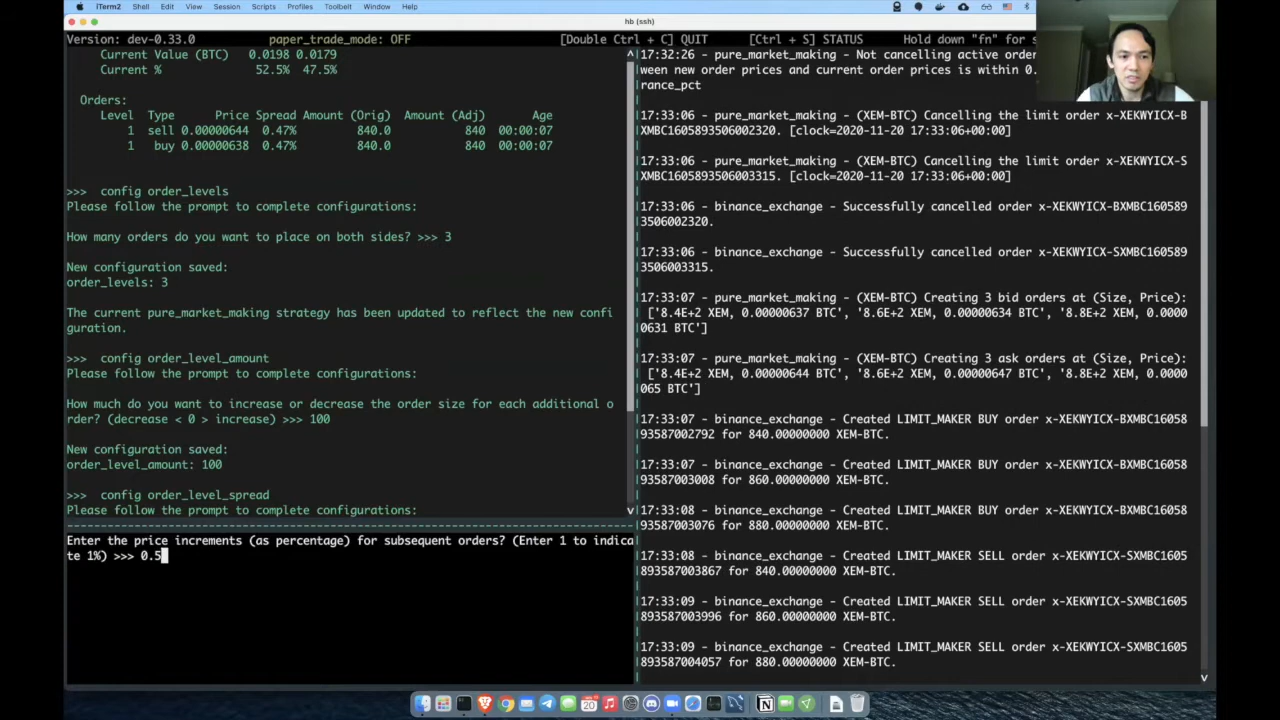 iTerm2 Shell Edit View Session Scripts Profiles Toolbelt Window Help
hb (ssh)
Version: dev-0.33.0 paper_trade_mode: OFF [Double Ctrl + C] QUIT [Ctrl + S] STATUS Hold down "fn" for s
Current Value (BTC) 0.0198 0.0179
Current % 52.5% 47.5%
Orders:
Level Type Price Spread Amount (Orig) Amount (Adj) Age
1 sell 0.00000644 0.47% 840.0 840 00:00:07
1 buy 0.00000638 0.47% 840.0 840 00:00:07
>>> config order_levels
Please follow the prompt to complete configurations:
How many orders do you want to place on both sides? >>> 3
New configuration saved:
order_levels: 3
The current pure_market_making strategy has been updated to reflect the new confi
guration.
>>> config order_level_amount
Please follow the prompt to complete configurations:
How much do you want to increase or decrease the order size for each additional o
rder? (decrease < 0 > increase) >>> 100
New configuration saved:
order_level_amount: 100
>>> config order_level_spread
Please follow the prompt to complete configurations:
Enter the price increments (as percentage) for subsequent orders? (Enter 1 to indica
te 1%) >>> 0.5
17:32:26 - pure_market_making - Not cancelling active orde
ween new order prices and current order prices is within 0.
rance_pct
17:33:06 - pure_market_making - (XEM-BTC) Cancelling the limit order x-XEKWYICX-B
XMBC1605893506002320. [clock=2020-11-20 17:33:06+00:00]
17:33:06 - pure_market_making - (XEM-BTC) Cancelling the limit order x-XEKWYICX-S
XMBC1605893506003315. [clock=2020-11-20 17:33:06+00:00]
17:33:06 - binance_exchange - Successfully cancelled order x-XEKWYICX-BXMBC160589
3506002320.
17:33:06 - binance_exchange - Successfully cancelled order x-XEKWYICX-SXMBC160589
3506003315.
17:33:07 - pure_market_making - (XEM-BTC) Creating 3 bid orders at (Size, Price):
['8.4E+2 XEM, 0.00000637 BTC', '8.6E+2 XEM, 0.00000634 BTC', '8.8E+2 XEM, 0.0000
0631 BTC']
17:33:07 - pure_market_making - (XEM-BTC) Creating 3 ask orders at (Size, Price):
['8.4E+2 XEM, 0.00000644 BTC', '8.6E+2 XEM, 0.00000647 BTC', '8.8E+2 XEM, 0.0000
065 BTC']
17:33:07 - binance_exchange - Created LIMIT_MAKER BUY order x-XEKWYICX-BXMBC16058
93587002792 for 840.00000000 XEM-BTC.
17:33:07 - binance_exchange - Created LIMIT_MAKER BUY order x-XEKWYICX-BXMBC16058
93587003008 for 860.00000000 XEM-BTC.
17:33:08 - binance_exchange - Created LIMIT_MAKER BUY order x-XEKWYICX-BXMBC16058
93587003076 for 880.00000000 XEM-BTC.
17:33:08 - binance_exchange - Created LIMIT_MAKER SELL order x-XEKWYICX-SXMBC1605
893587003867 for 840.00000000 XEM-BTC.
17:33:09 - binance_exchange - Created LIMIT_MAKER SELL order x-XEKWYICX-SXMBC1605
893587003996 for 860.00000000 XEM-BTC.
17:33:09 - binance_exchange - Created LIMIT_MAKER SELL order x-XEKWYICX-SXMBC1605
893587004057 for 880.00000000 XEM-BTC.
20